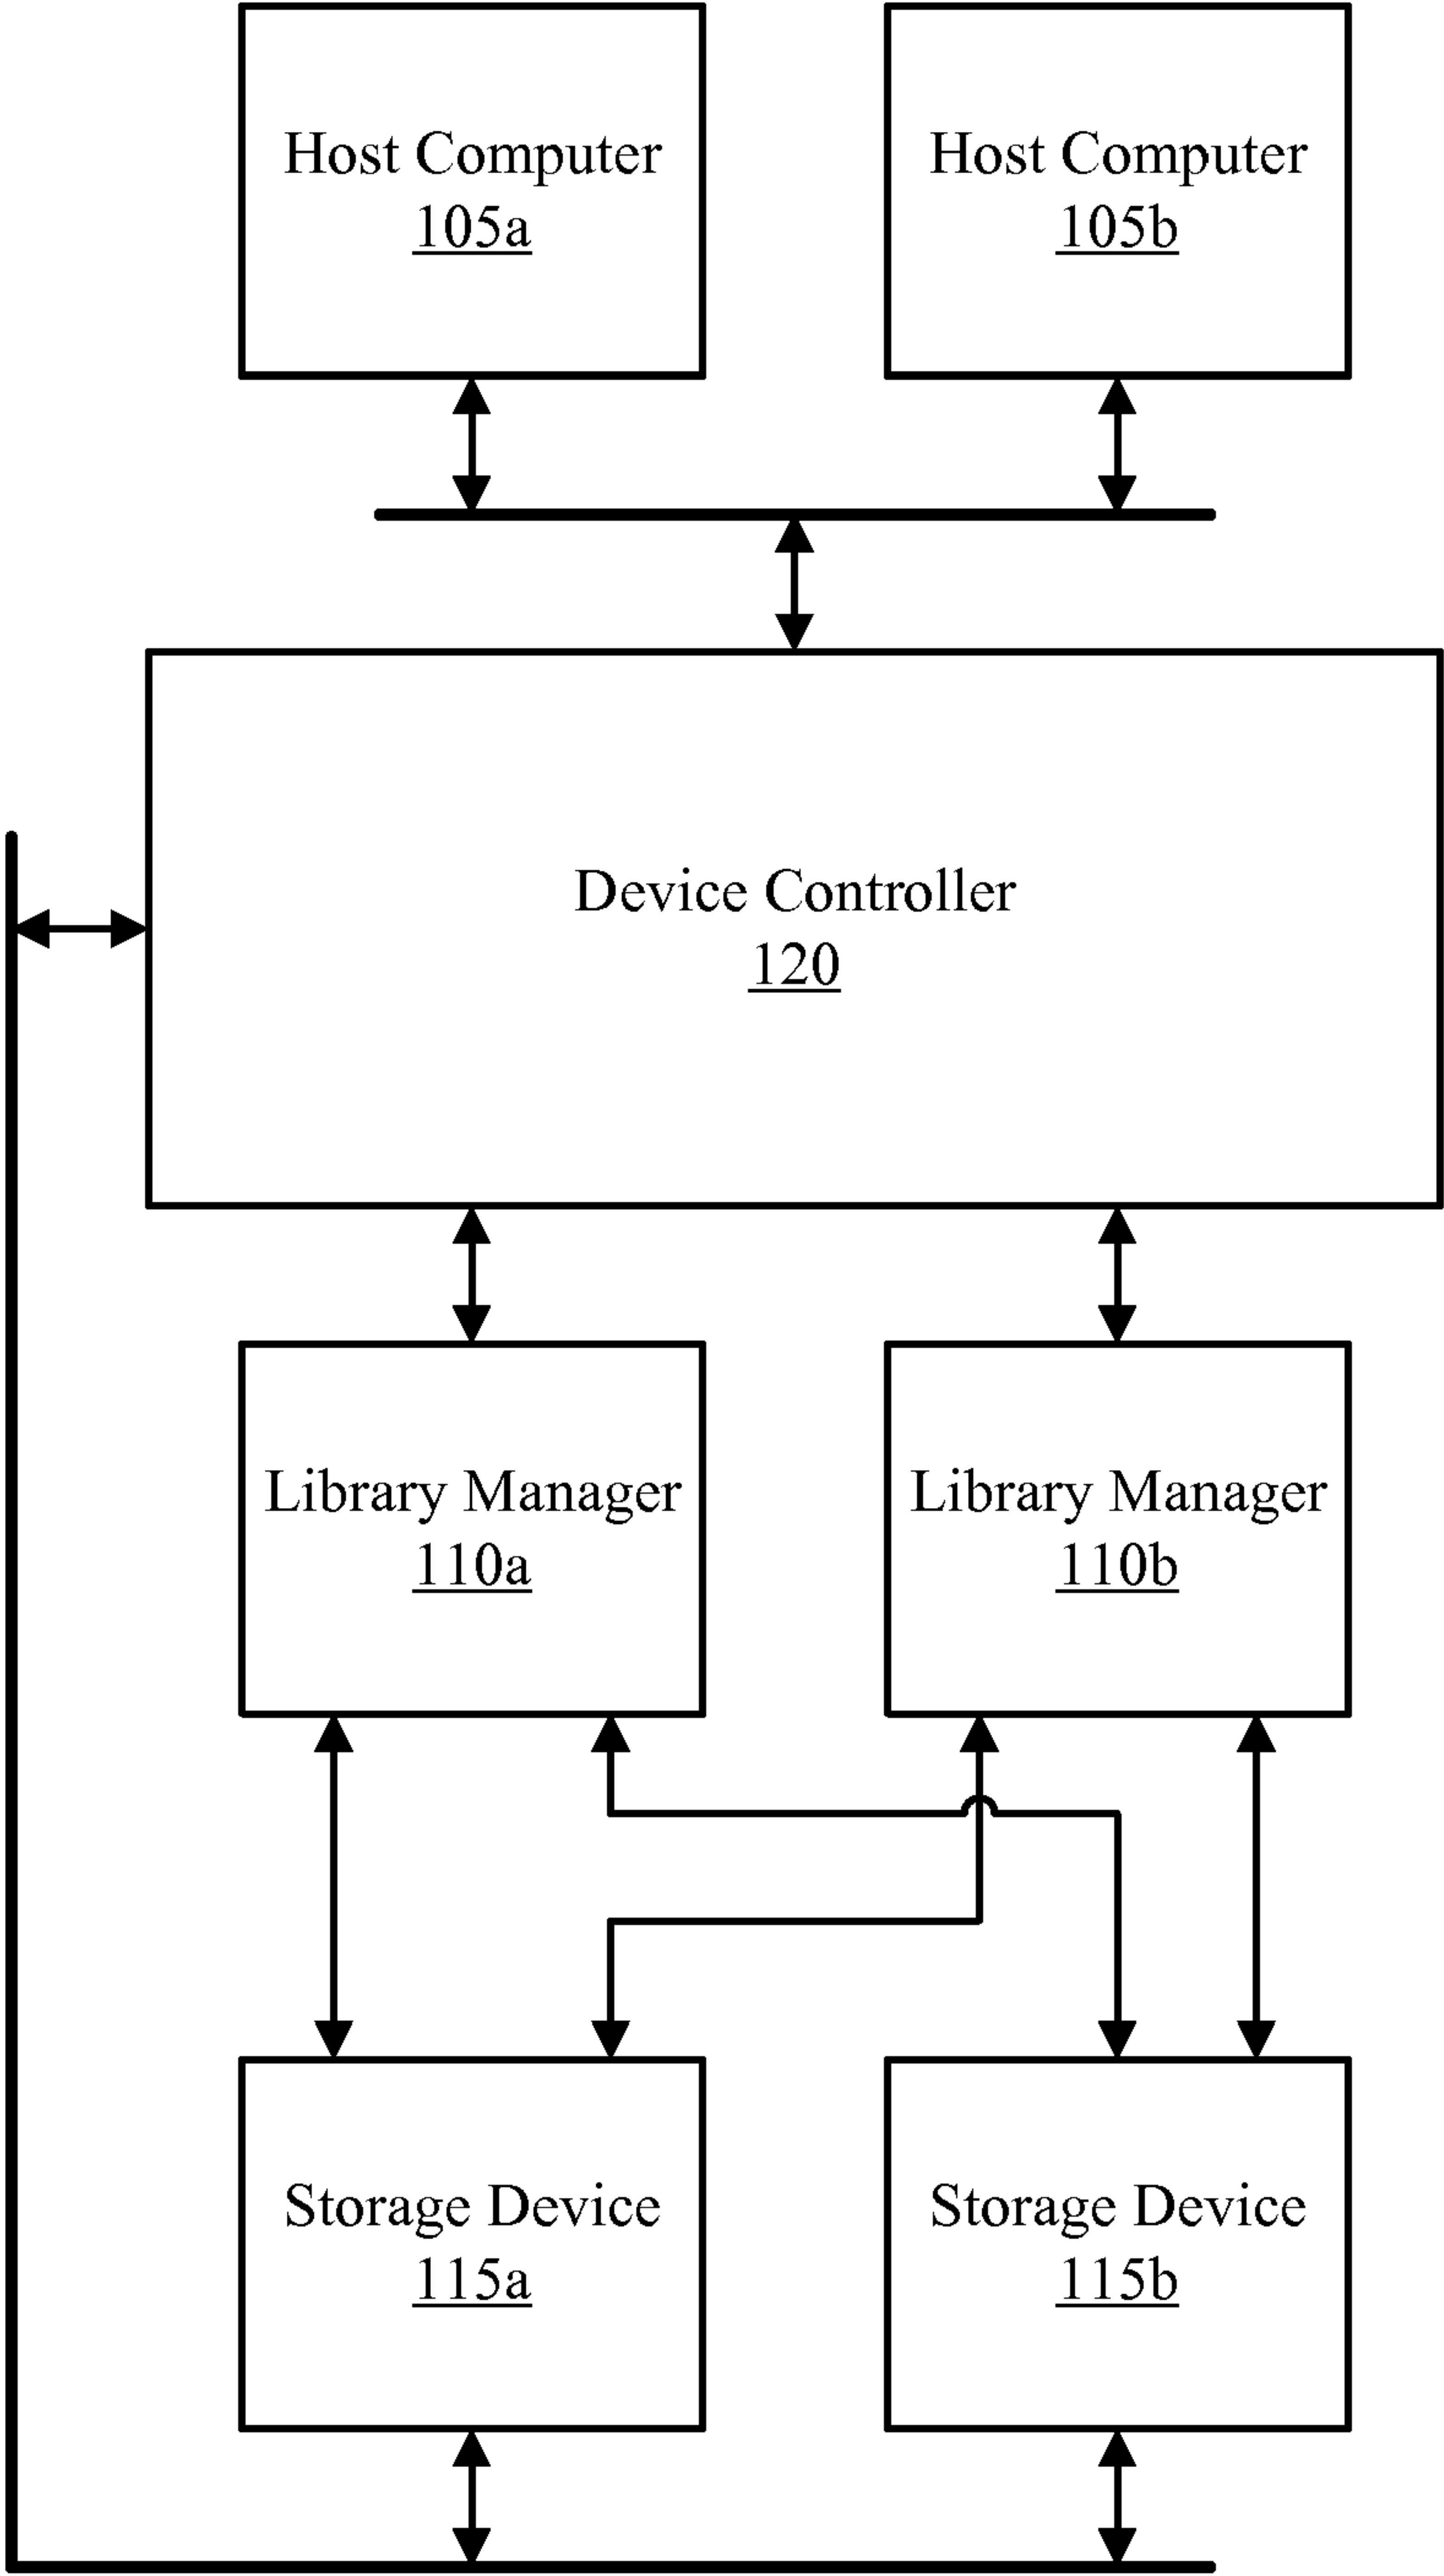 Host Computer
105a
Host Computer
105b
Device Controller
120
Library Manager
110a
Library Manager
110b
Storage Device
115a
Storage Device
115b